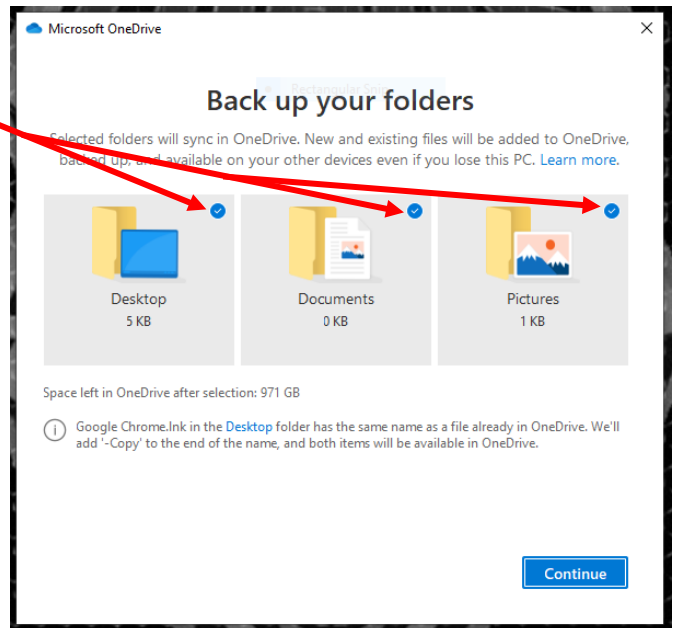 Microsoft OneDrive
Rectangular Snip
Back up your folders
Selected folders will sync in OneDrive. New and existing files will be added to OneDrive,
backed up, and available on your other devices even if you lose this PC. Learn more.
Desktop
5 KB
Documents
0 KB
Pictures
1 KB
Space left in OneDrive after selection: 971 GB
Google Chrome.lnk in the Desktop folder has the same name as a file already in OneDrive. We'll
add '-Copy' to the end of the name, and both items will be available in OneDrive.
Continue